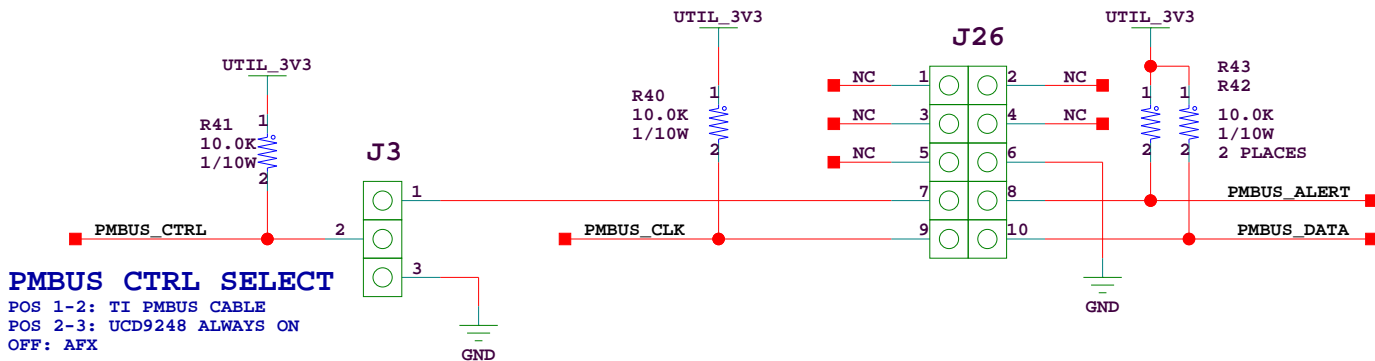 UTIL_3V3
UTIL_3V3
J26
UTIL_3V3
R41
10.0K
1/10W
1
2
R40
10.0K
1/10W
1
2
NC 1 2 NC
NC 3 4 NC
NC 5 6
7 8
9 10
R43
R42
10.0K
1/10W
2 PLACES
1 1
2 2
J3
1
2
3
PMBUS_CTRL
PMBUS_CLK
PMBUS_ALERT
PMBUS_DATA
GND
GND
PMBUS CTRL SELECT
POS 1-2: TI PMBUS CABLE
POS 2-3: UCD9248 ALWAYS ON
OFF: AFX